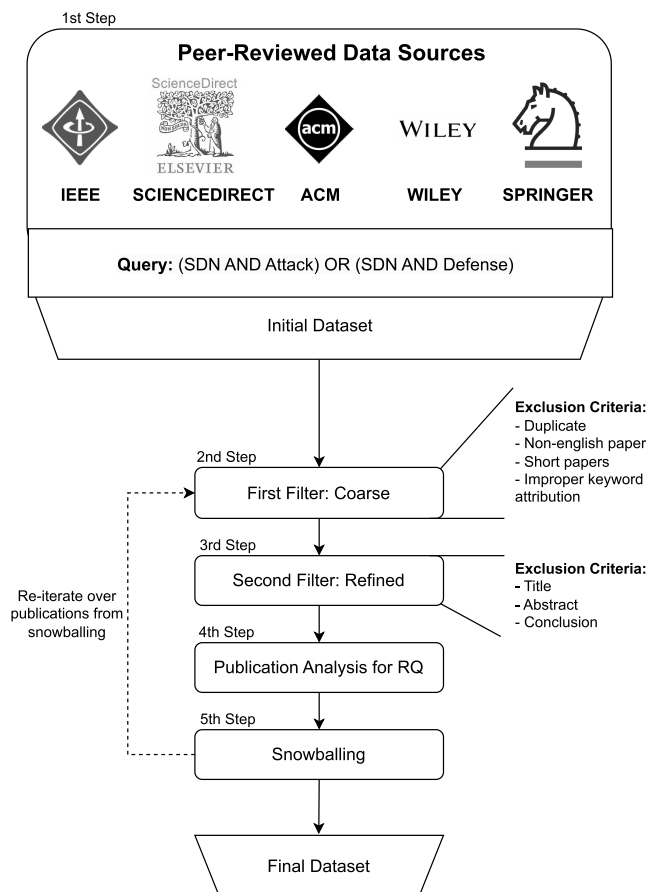 1st Step
Peer-Reviewed Data Sources
ScienceDirect
acm
WILEY
ELSEVIER
IEEE
SCIENCEDIRECT
ACM
WILEY
SPRINGER
Query: (SDN AND Attack) OR (SDN AND Defense)
Initial Dataset
Exclusion Criteria:
- Duplicate
- Non-english paper
- Short papers
- Improper keyword
attribution
2nd Step
First Filter: Coarse
3rd Step
Second Filter: Refined
Exclusion Criteria:
- Title
- Abstract
- Conclusion
Re-iterate over
publications from
snowballing
4th Step
Publication Analysis for RQ
5th Step
Snowballing
Final Dataset